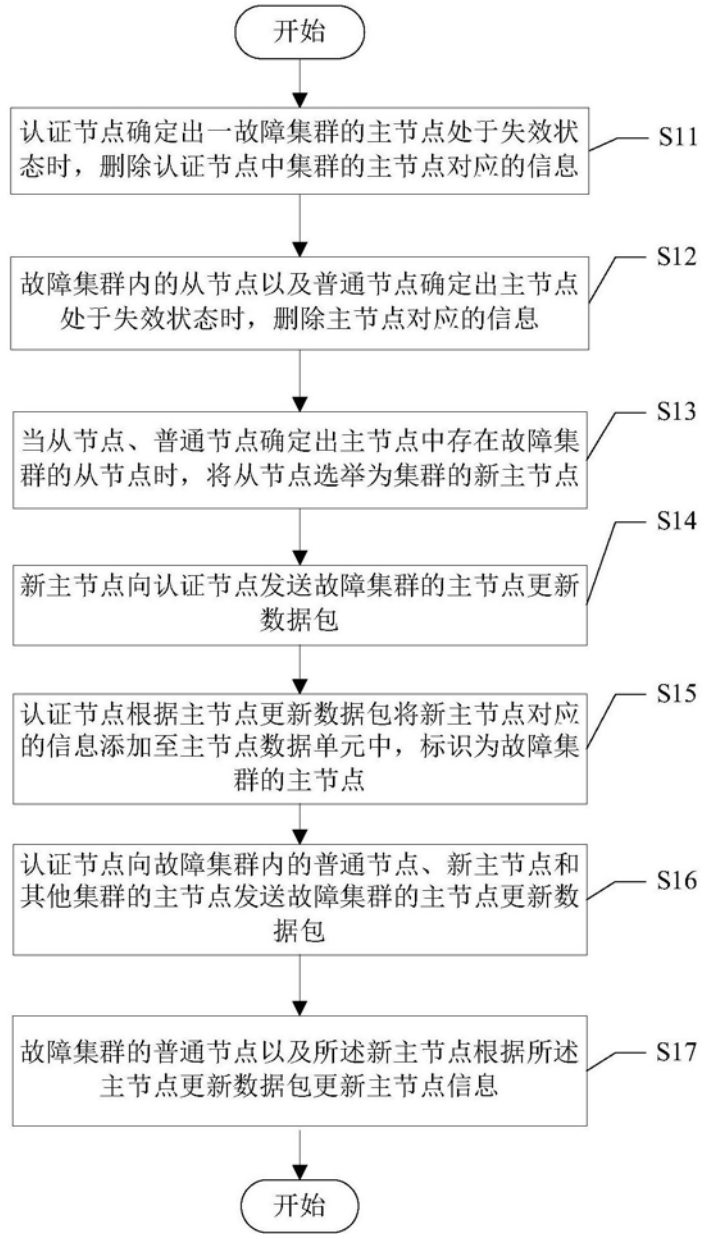 开始
认证节点确定出一故障集群的主节点处于失效状
态时，删除认证节点中集群的主节点对应的信息
S11
故障集群内的从节点以及普通节点确定出主节点
处于失效状态时，删除主节点对应的信息
S12
当从节点、普通节点确定出主节点中存在故障集
群的从节点时，将从节点选举为集群的新主节点
S13
新主节点向认证节点发送故障集群的主节点更新
数据包
S14
认证节点根据主节点更新数据包将新主节点对应
的信息添加至主节点数据单元中，标识为故障集
群的主节点
S15
认证节点向故障集群内的普通节点、新主节点和
其他集群的主节点发送故障集群的主节点更新数
据包
S16
故障集群的普通节点以及所述新主节点根据所述
主节点更新数据包更新主节点信息
S17
开始